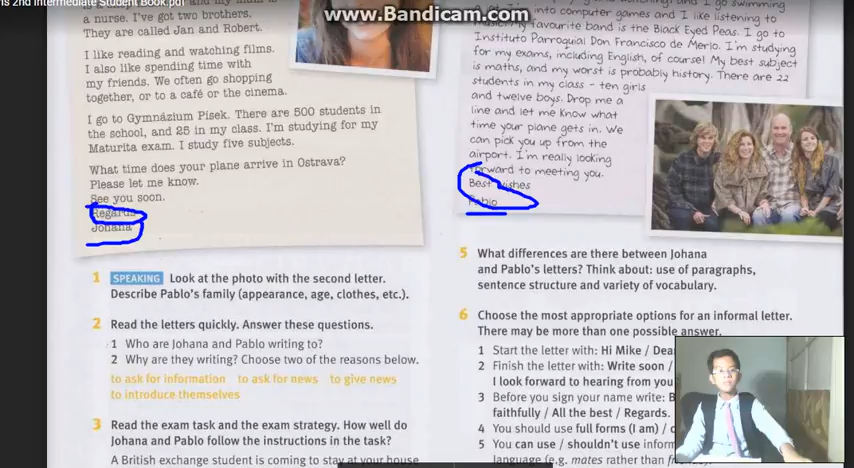 ns 2nd Intermediate Student Book.pdf
www.Bandicam.com
a nurse. I've got two brothers.
They are called Jan and Robert.
I like reading and watching films.
I also like spending time with
my friends. We often go shopping
together, or to a café or the cinema.
I go to Gymnázium Písek. There are 500 students in
the school, and 25 in my class. I'm studying for my
Maturita exam. I study five subjects.
What time does your plane arrive in Ostrava?
Please let me know.
See you soon.
Regards
Johana
I'm into computer games and I like listening to
music. My favourite band is the Black Eyed Peas. I go to
Instituto Parroquial Don Francisco de Merlo. I'm studying
for my exams, including English, of course! My best subject
is maths, and my worst is probably history. There are 22
students in my class – ten girls
and twelve boys. Drop me a
line and let me know what
time your plane gets in. We
can pick you up from the
airport. I'm really looking
forward to meeting you.
Best wishes
Pablo
1 SPEAKING Look at the photo with the second letter.
Describe Pablo's family (appearance, age, clothes, etc.).
2 Read the letters quickly. Answer these questions.
1 Who are Johana and Pablo writing to?
2 Why are they writing? Choose two of the reasons below.
to ask for information to ask for news to give news
to introduce themselves
3 Read the exam task and the exam strategy. How well do
Johana and Pablo follow the instructions in the task?
A British exchange student is coming to stay at your house
5 What differences are there between Johana
and Pablo's letters? Think about: use of paragraphs,
sentence structure and variety of vocabulary.
6 Choose the most appropriate options for an informal letter.
There may be more than one possible answer.
1 Start the letter with: Hi Mike /
2 Finish the letter with: Write soon /
I look forward to hearing from you
3 Before you sign your name write:
faithfully / All the best / Regards.
4 You should use full forms (I am) /
5 You can use / shouldn't use
language (e.g. mates rather than